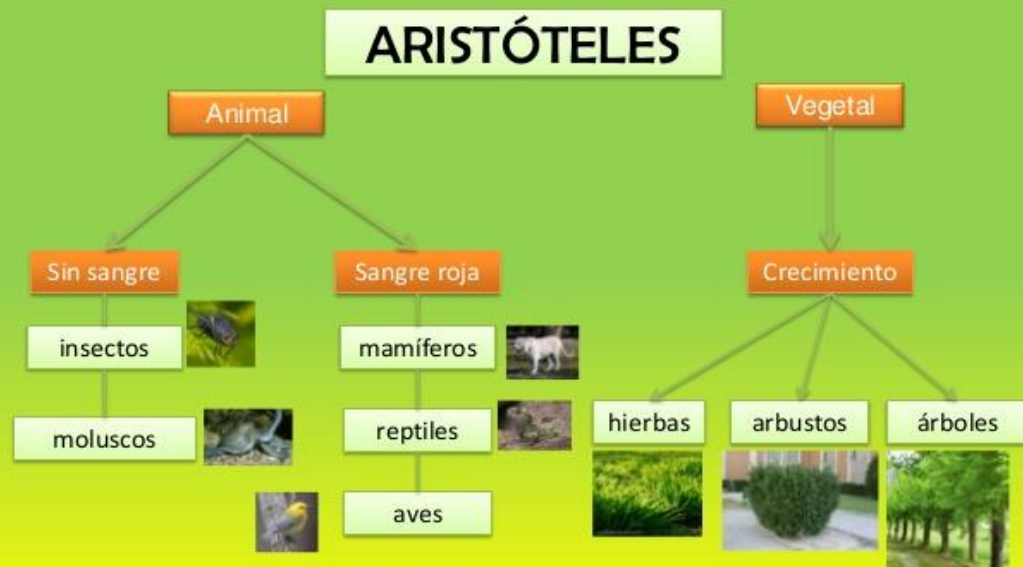 ARISTÓTELES
Animal
Vegetal
Sin sangre
Sangre roja
Crecimiento
insectos
mamíferos
moluscos
reptiles
aves
hierbas
arbustos
árboles